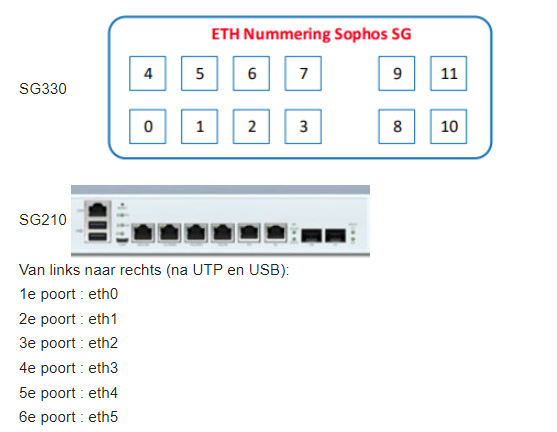 ETH Nummering Sophos SG
SG330
4 5 6 7 9 11
0 1 2 3 8 10
SG210
Van links naar rechts (na UTP en USB):
1e poort : eth0
2e poort : eth1
3e poort : eth2
4e poort : eth3
5e poort : eth4
6e poort : eth5